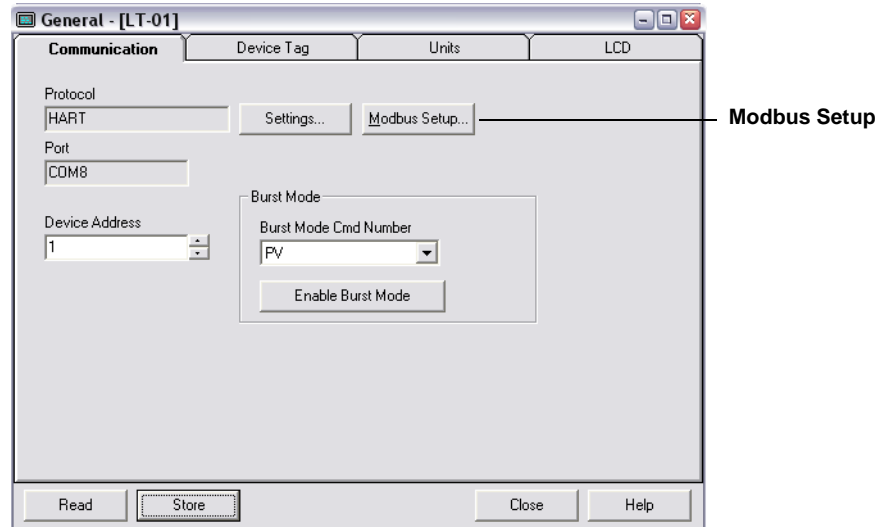 General - [LT-01]
Communication Device Tag Units LCD
Protocol
HART Settings... Modbus Setup... Modbus Setup
Port
COM8
Burst Mode
Device Address Burst Mode Cmd Number
1 PV
Enable Burst Mode
Read Store Close Help